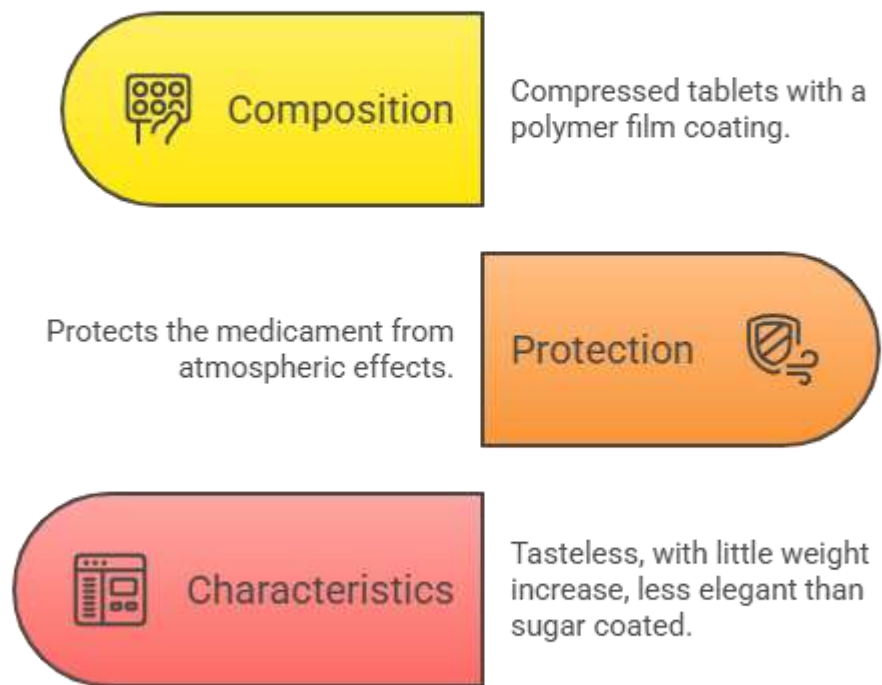 Composition
Compressed tablets with a
polymer film coating.
Protects the medicament from
atmospheric effects.
Protection
Characteristics
Tasteless, with little weight
increase, less elegant than
sugar coated.